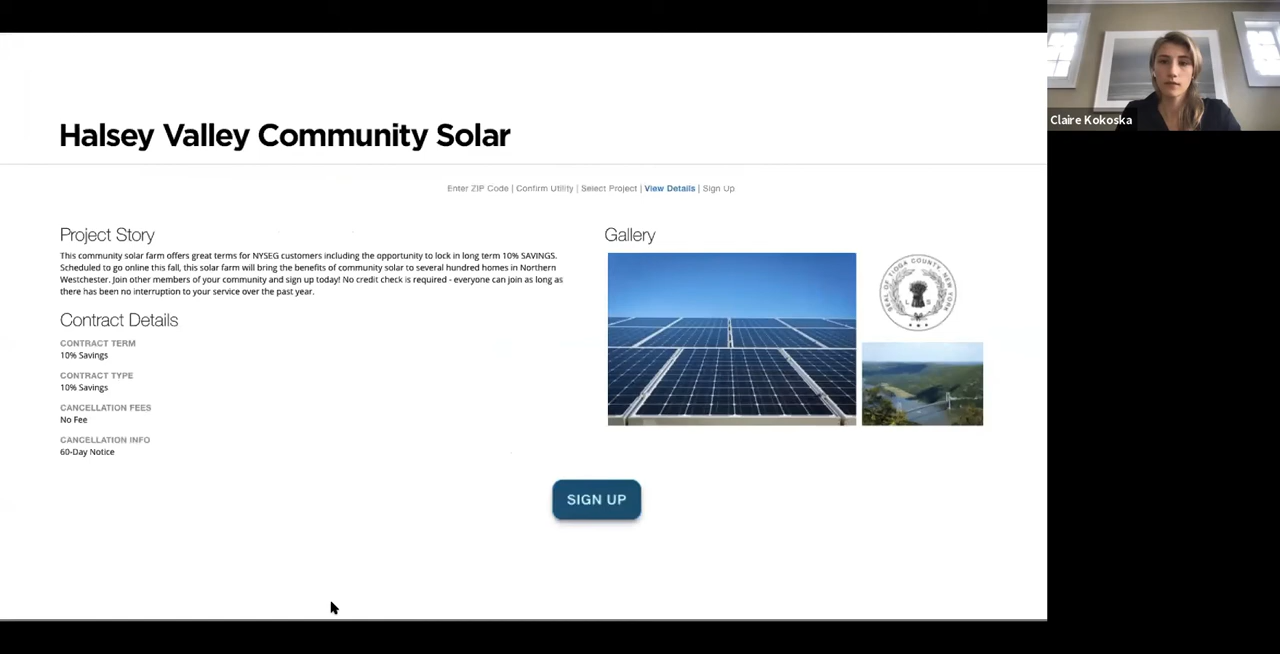 Claire Kokoska
Halsey Valley Community Solar
Enter ZIP Code | Confirm Utility | Select Project | View Details | Sign Up
Project Story
This community solar farm offers great terms for NYSEG customers including the opportunity to lock in long term 10% SAVINGS.
Scheduled to go online this fall, this solar farm will bring the benefits of community solar to several hundred homes in Northern
Westchester. Join other members of your community and sign up today! No credit check is required - everyone can join as long as
there has been no interruption to your service over the past year.
Contract Details
CONTRACT TERM
10% Savings
CONTRACT TYPE
10% Savings
CANCELLATION FEES
No Fee
CANCELLATION INFO
60-Day Notice
Gallery
SEAL OF TIOGA COUNTY, NEW YORK
L S
SIGN UP